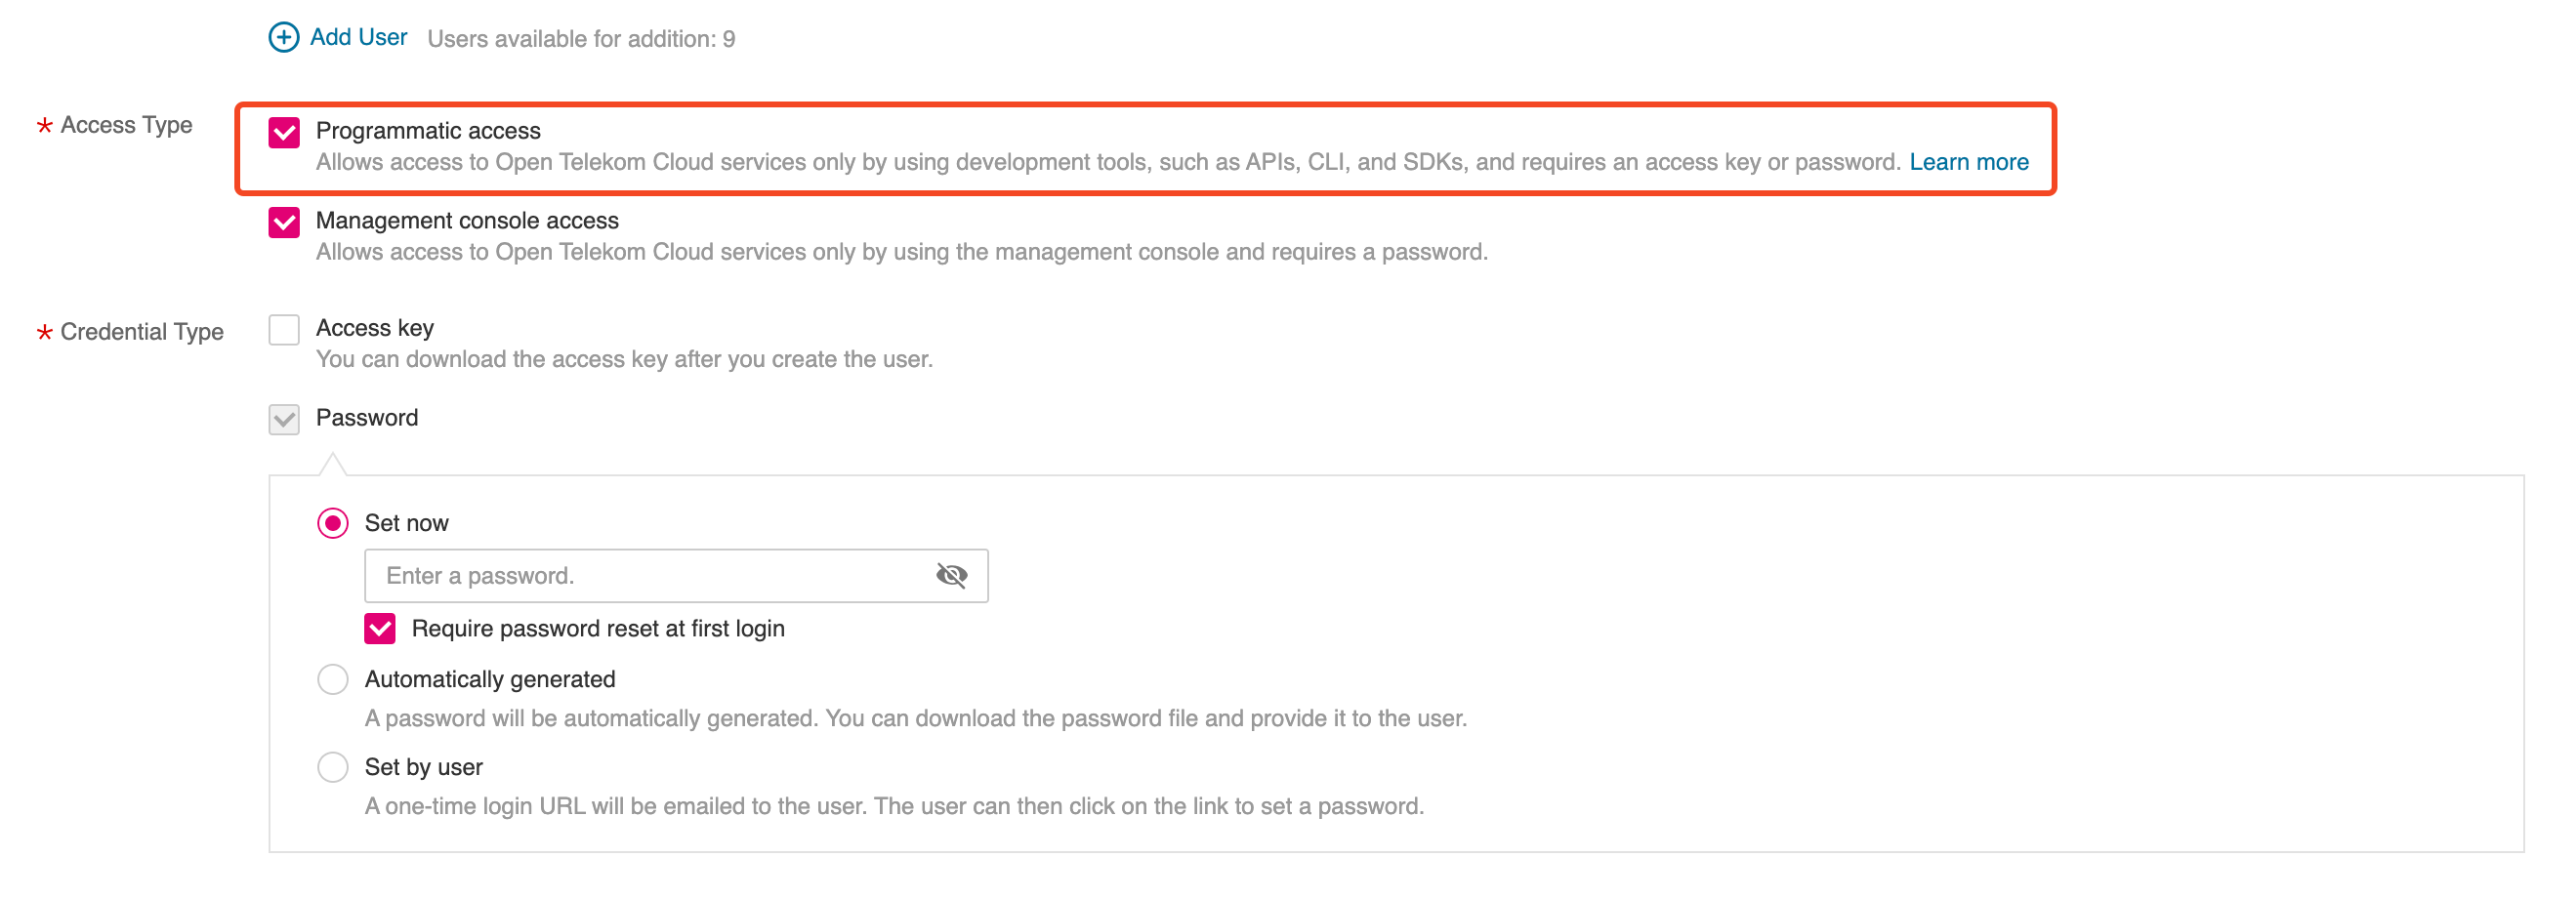 Add User Users available for addition: 9
* Access Type
Programmatic access
Allows access to Open Telekom Cloud services only by using development tools, such as APIs, CLI, and SDKs, and requires an access key or password. Learn more
Management console access
Allows access to Open Telekom Cloud services only by using the management console and requires a password.
* Credential Type
Access key
You can download the access key after you create the user.
Password
Set now
Enter a password.
Require password reset at first login
Automatically generated
A password will be automatically generated. You can download the password file and provide it to the user.
Set by user
A one-time login URL will be emailed to the user. The user can then click on the link to set a password.